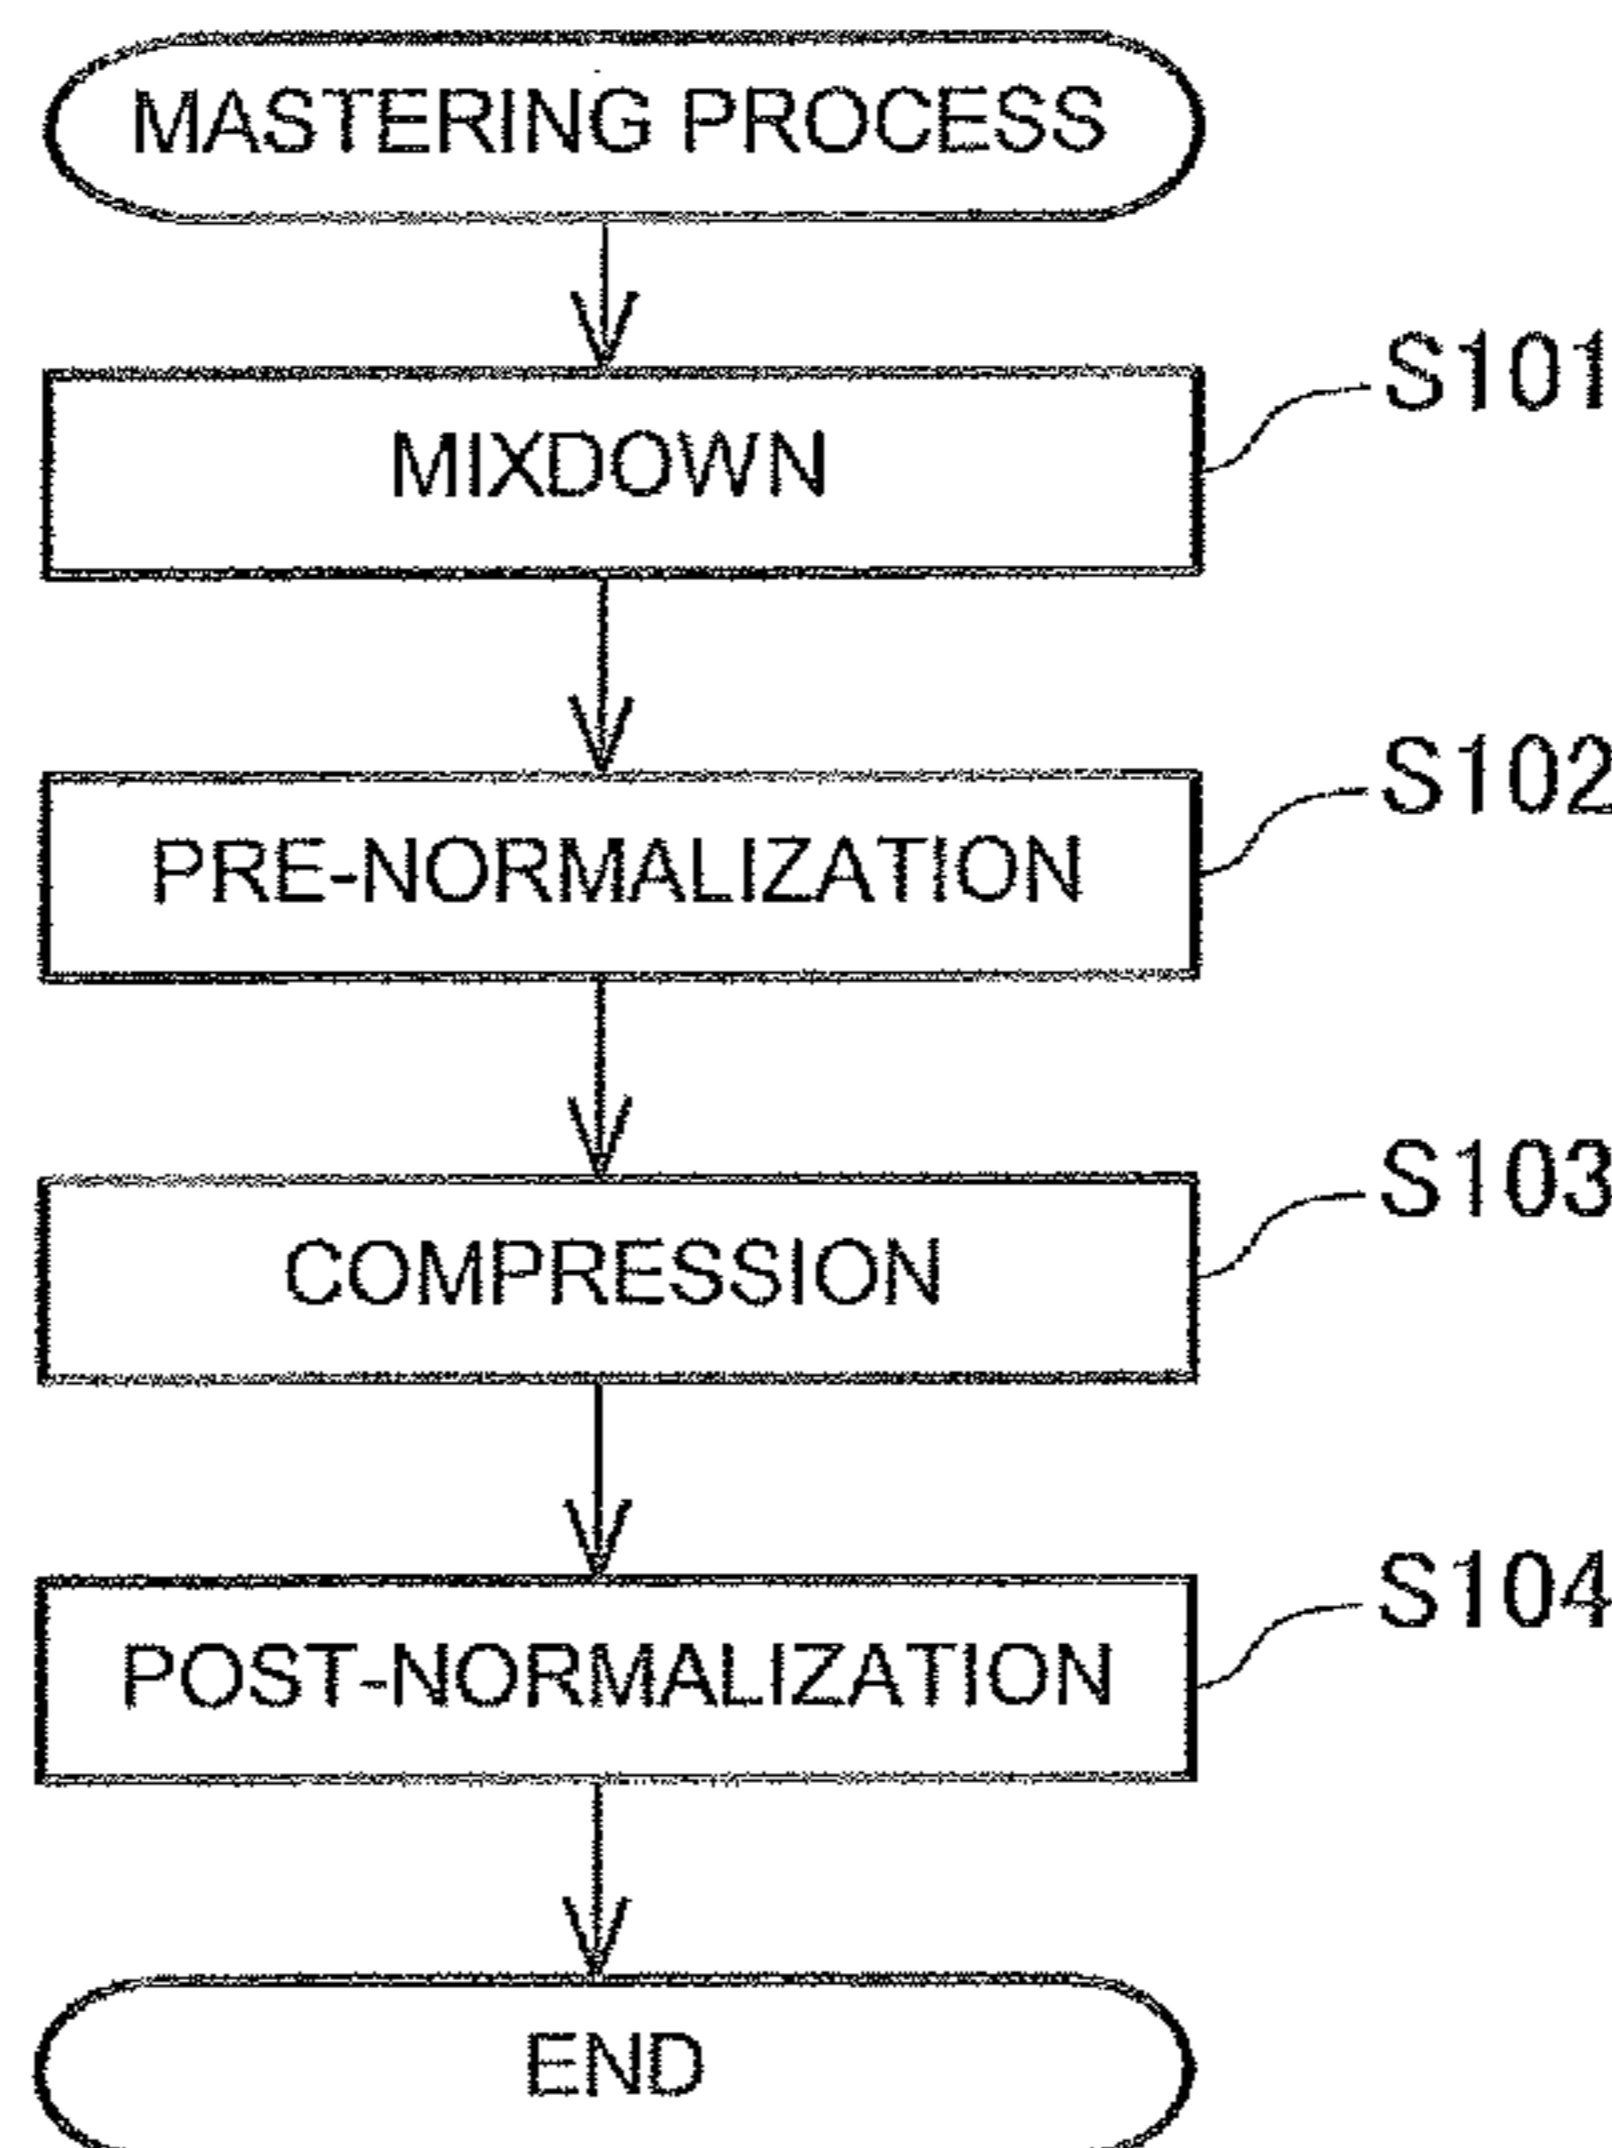 MASTERING PROCESS
S101
MIXDOWN
S102
PRE-NORMALIZATION
S103
COMPRESSION
S104
POST-NORMALIZATION
END